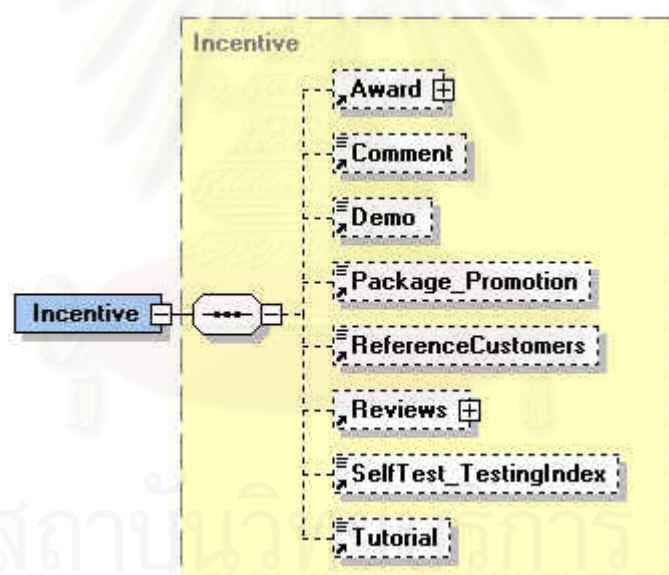 Incentive
Award
Comment
Demo
Package_Promotion
Incentive
ReferenceCustomers
Reviews
SelfTest_TestingIndex
Tutorial